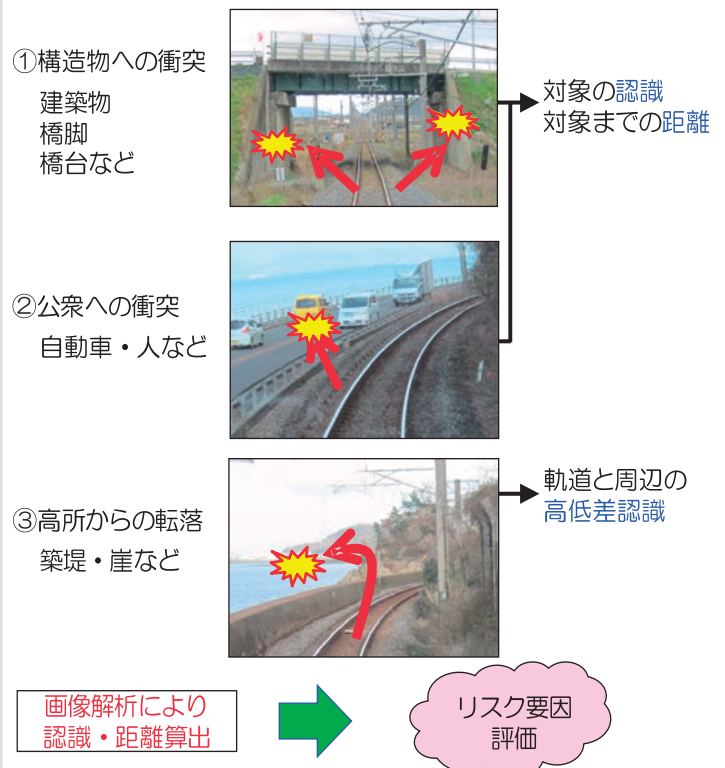 ①構造物への衝突
建築物
橋脚
橋台など
対象の認識
対象までの距離
②公衆への衝突
自動車・人など
③高所からの転落
築堤・崖など
軌道と周辺の
高低差認識
画像解析により
認識・距離算出
リスク要因
評価